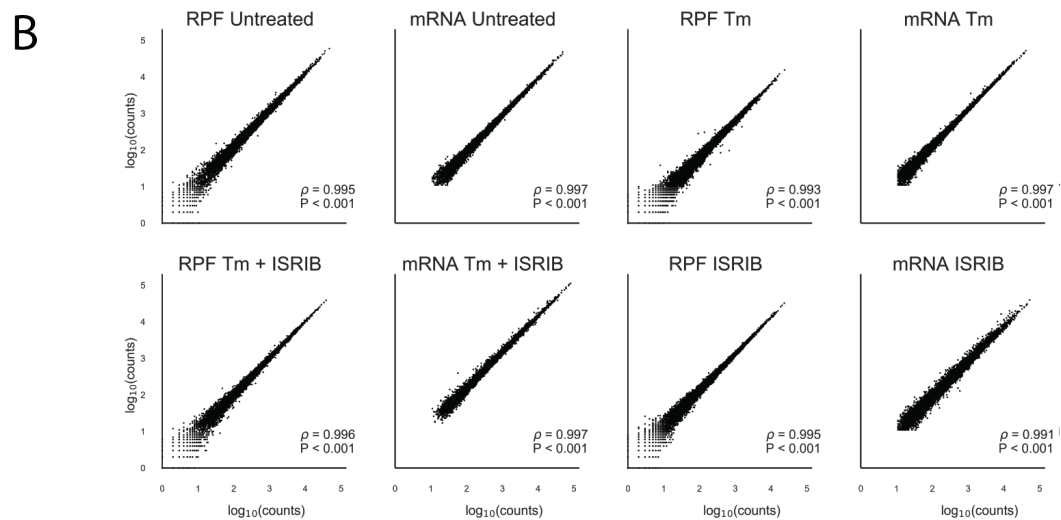 B
RPF Untreated
mRNA Untreated
RPF Tm
mRNA Tm
5
4
3
2
1
0
log10(counts)
ρ = 0.995
P < 0.001
ρ = 0.997
P < 0.001
ρ = 0.993
P < 0.001
ρ = 0.997
P < 0.001
RPF Tm + ISRIB
mRNA Tm + ISRIB
RPF ISRIB
mRNA ISRIB
5
4
3
2
1
0
log10(counts)
ρ = 0.996
P < 0.001
ρ = 0.997
P < 0.001
ρ = 0.995
P < 0.001
ρ = 0.991
P < 0.001
0 1 2 3 4 5
0 1 2 3 4 5
0 1 2 3 4 5
0 1 2 3 4 5
log10(counts)
log10(counts)
log10(counts)
log10(counts)